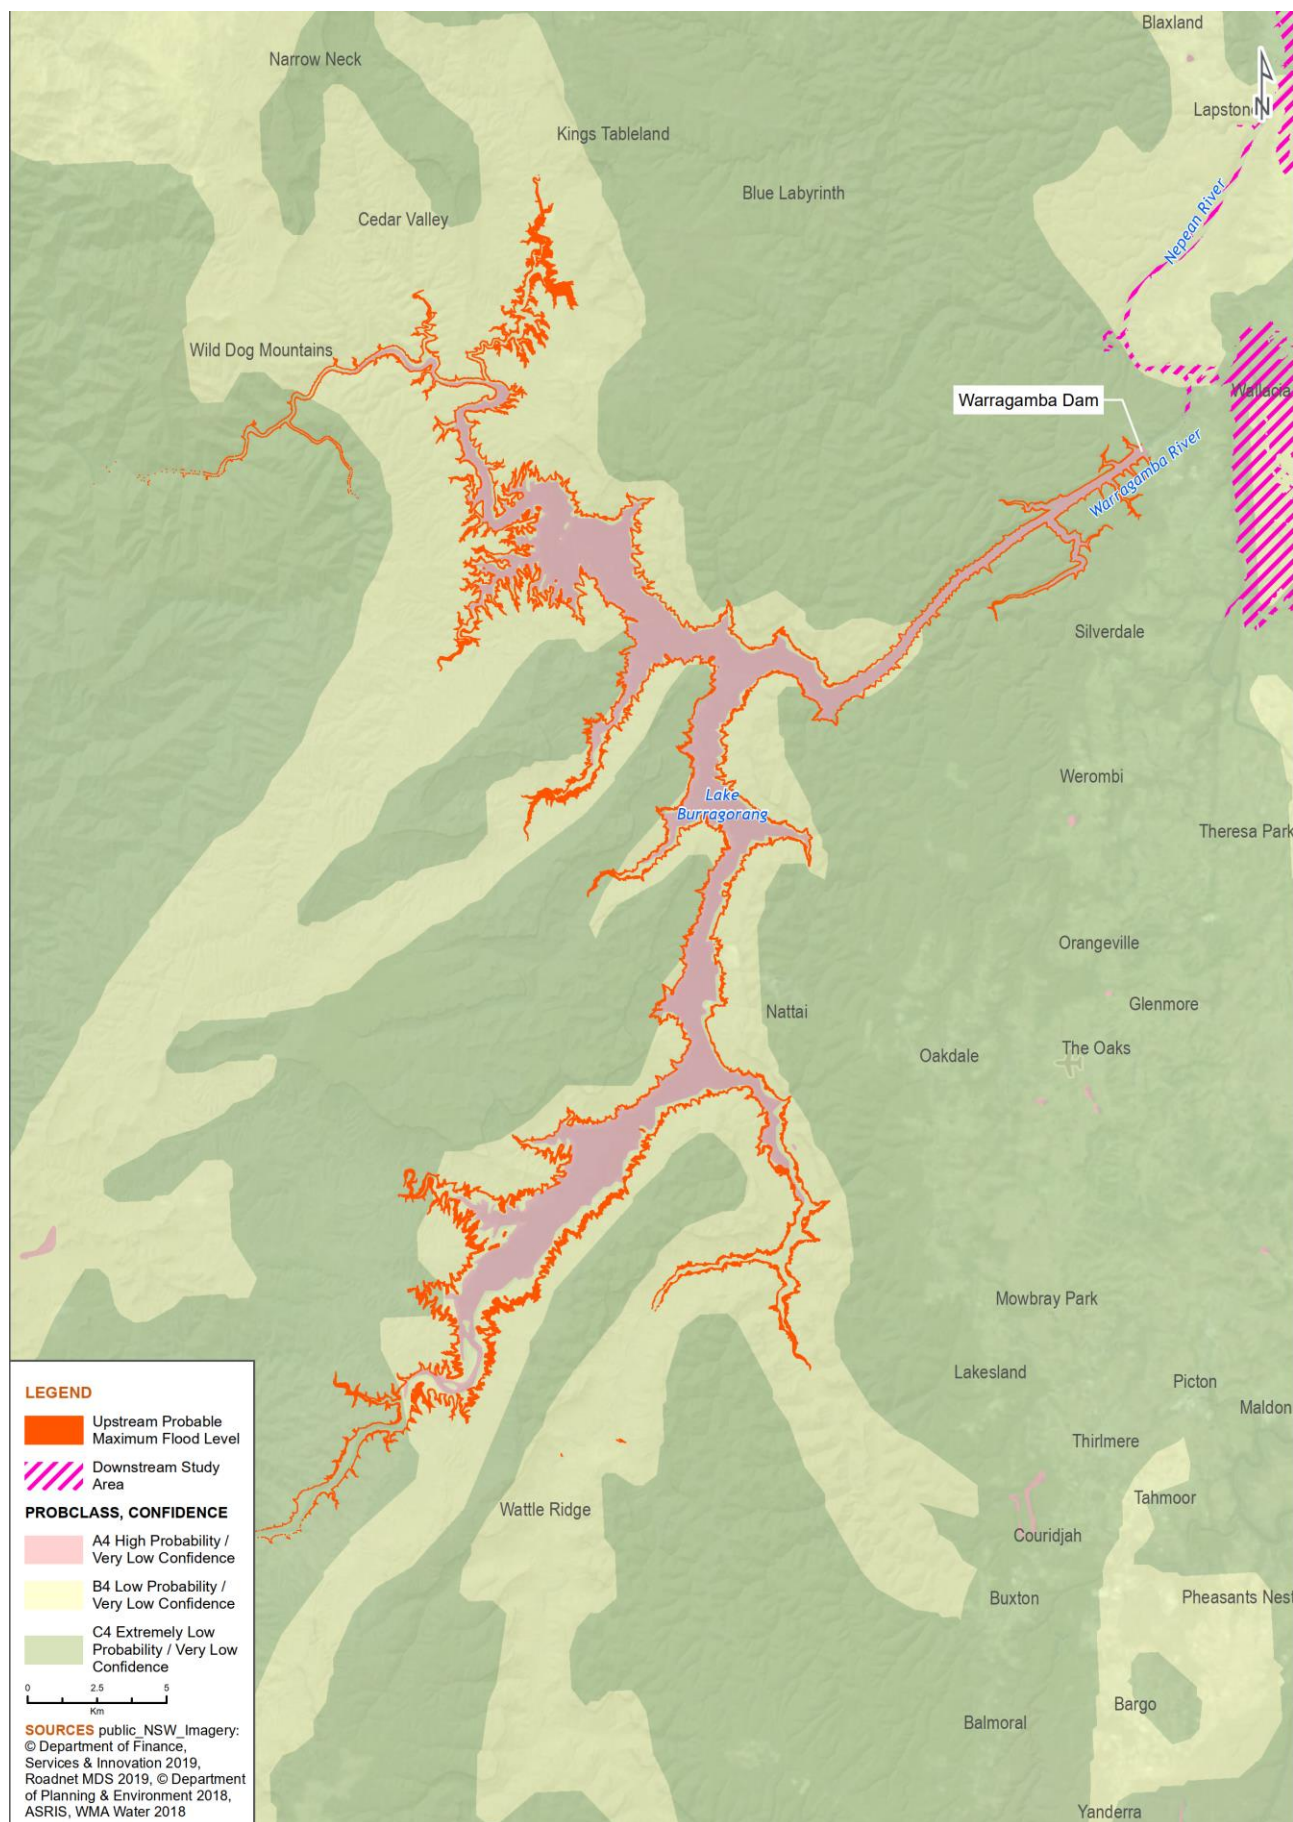 Blaxland
Narrow Neck
Lapstone
Kings Tableland
Blue Labyrinth
Cedar Valley
Nepean River
Wild Dog Mountains
Wallacia
Warragamba Dam
Warragamba River
Silverdale
Werombi
Lake
Burragorang
Theresa Park
Orangeville
Glenmore
Nattai
The Oaks
Oakdale
Mowbray Park
Lakesland
Picton
Maldon
Thirlmere
Tahmoor
Wattle Ridge
Couridjah
Buxton
Pheasants Nest
Bargo
Balmoral
Yanderra
N
LEGEND
Upstream Probable
Maximum Flood Level
Downstream Study
Area
PROBCLASS, CONFIDENCE
A4 High Probability /
Very Low Confidence
B4 Low Probability /
Very Low Confidence
C4 Extremely Low
Probability / Very Low
Confidence
0 2.5 5
Km
SOURCES public_NSW_Imagery:
© Department of Finance,
Services & Innovation 2019,
Roadnet MDS 2019, © Department
of Planning & Environment 2018,
ASRIS, WMA Water 2018